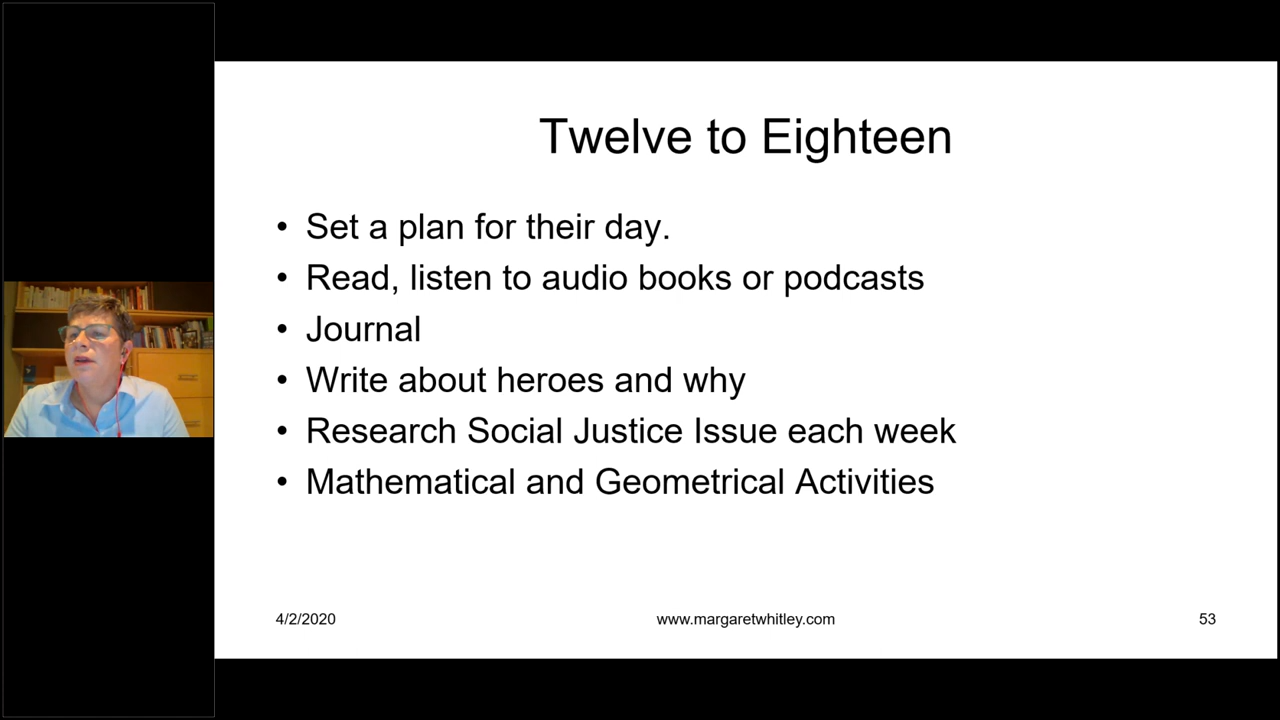 Twelve to Eighteen
• Set a plan for their day.
• Read, listen to audio books or podcasts
• Journal
• Write about heroes and why
• Research Social Justice Issue each week
• Mathematical and Geometrical Activities
4/2/2020
www.margaretwhitley.com
53